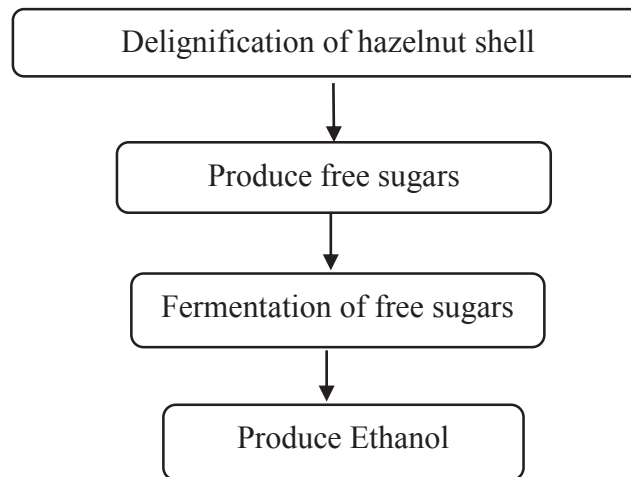 Delignification of hazelnut shell
Produce free sugars
Fermentation of free sugars
Produce Ethanol